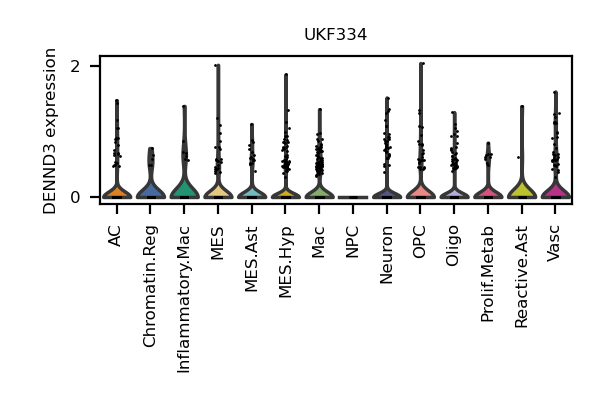 UKF334
DENND3 expression
2
0
AC
Chromatin.Reg
Inflammatory.Mac
MES
MES.Ast
MES.Hyp
Mac
NPC
Neuron
OPC
Oligo
Prolif.Metab
Reactive.Ast
Vasc